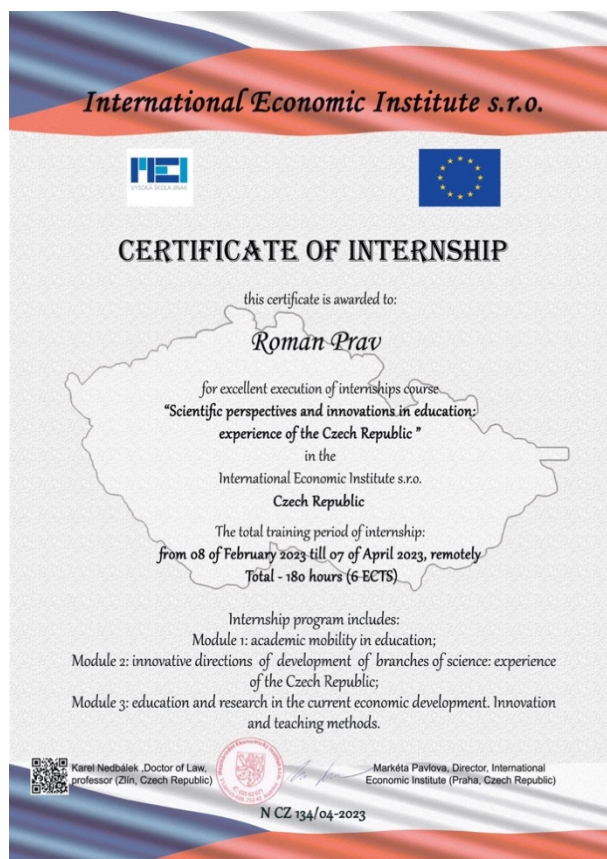 International Economic Institute s.r.o.
MEI
VYSOKÁ ŠKOLA JINAK
CERTIFICATE OF INTERNSHIP
this certificate is awarded to:
Roman Prav
for excellent execution of internships course
“Scientific perspectives and innovations in education:
experience of the Czech Republic ”
in the
International Economic Institute s.r.o.
Czech Republic
The total training period of internship:
from 08 of February 2023 till 07 of April 2023, remotely
Total - 180 hours (6 ECTS)
Internship program includes:
Module 1: academic mobility in education;
Module 2: innovative directions of development of branches of science: experience
of the Czech Republic;
Module 3: education and research in the current economic development. Innovation
and teaching methods.
Karel Nedbálek ,Doctor of Law,
professor (Zlín, Czech Republic)
Markéta Pavlova, Director, International
Economic Institute (Praha, Czech Republic)
N CZ 134/04-2023